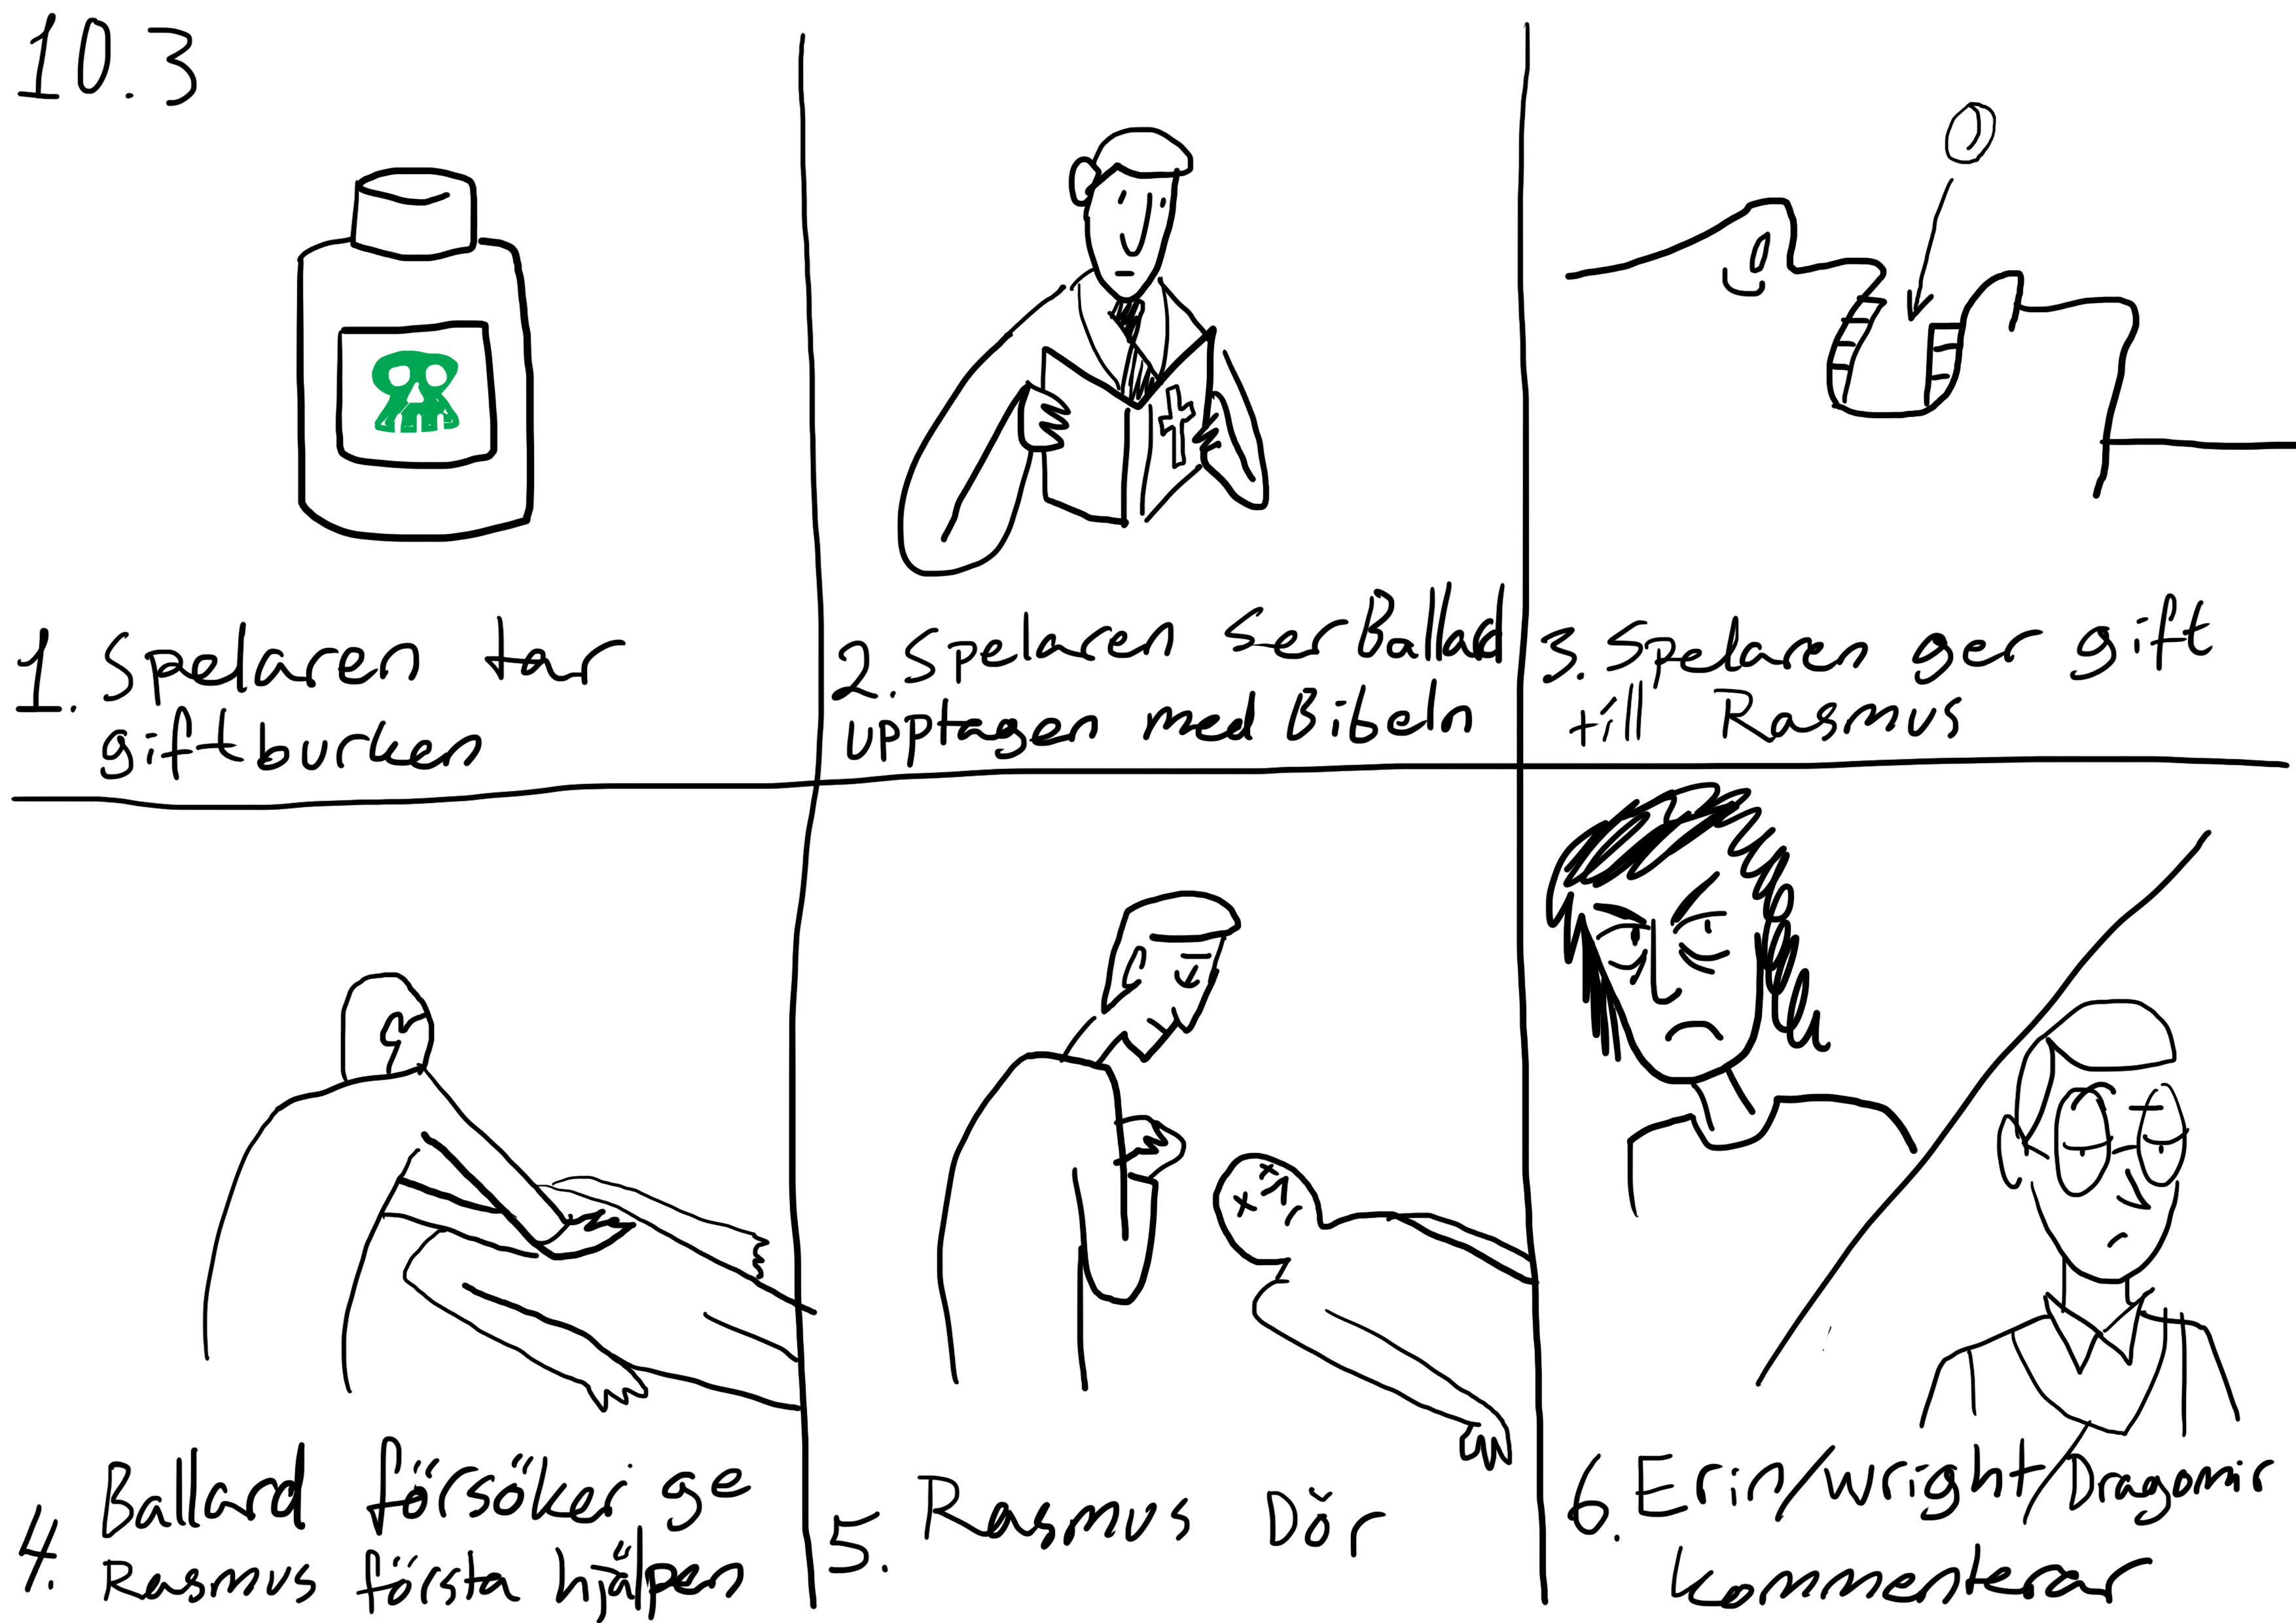 10.3
1. Spelaren tar
giftburken
2. Spelaren ser Ballad
upptagen med Bibeln
3. Spelaren ger gift
till Rasmus
4. Ballard försöker ge
Rasmus första hjälpen
5. Rasmus Dör
6. Erin/Wright/Dragomir
kommenterar